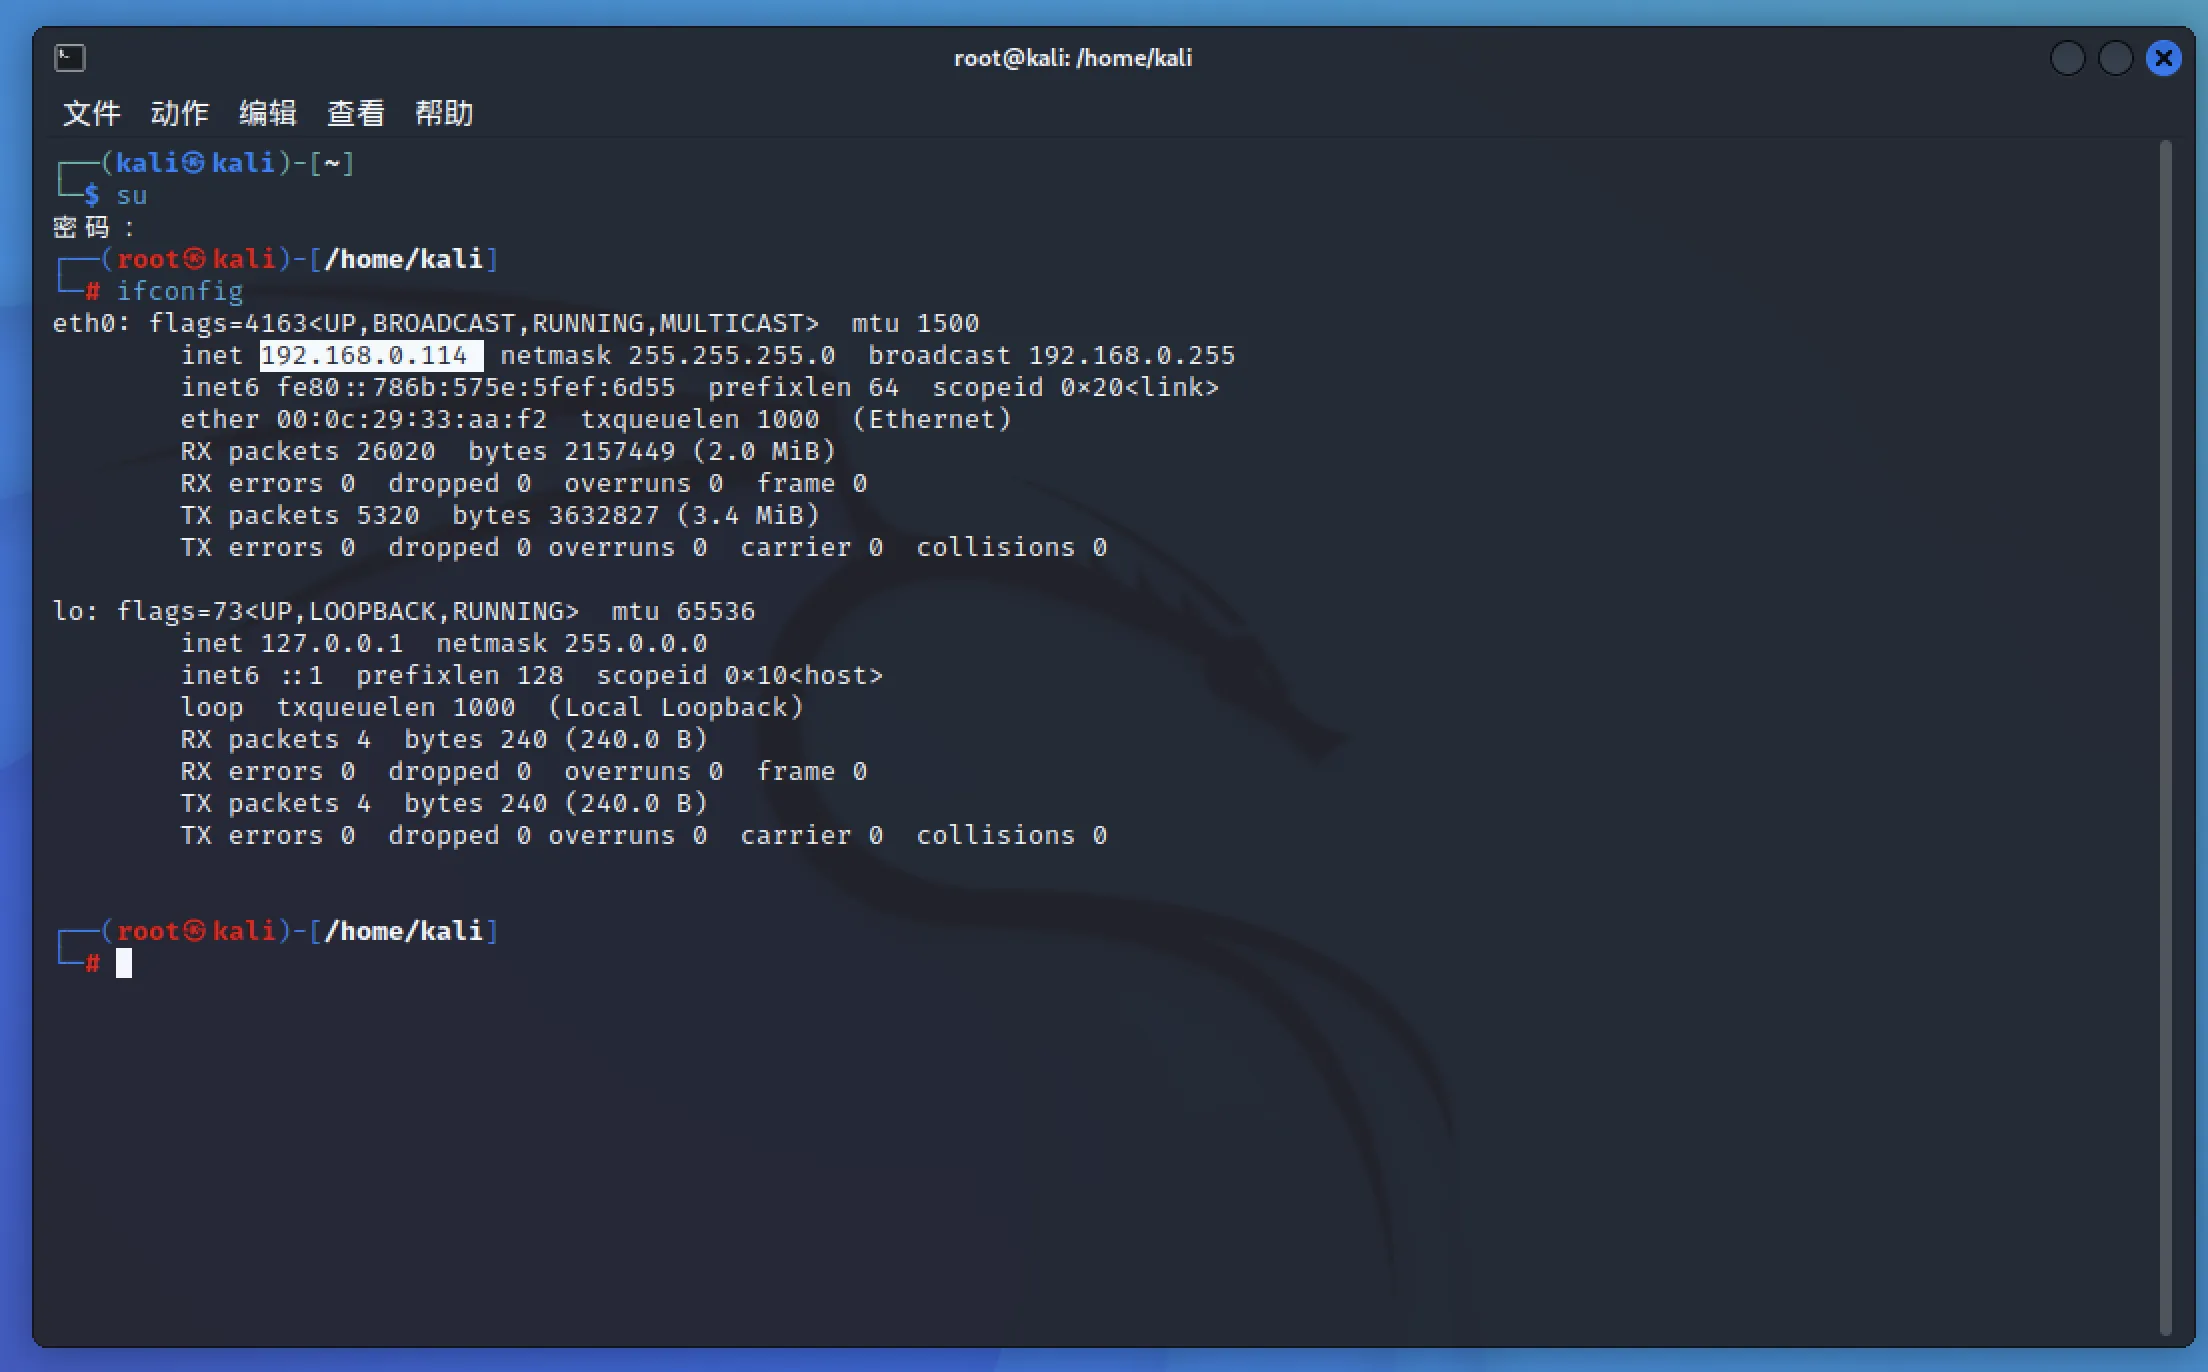 root@kali: /home/kali
文件 动作 编辑 查看 帮助
┌──(kali㉿kali)-[~]
└─$ su
密码：
┌──(root㉿kali)-[/home/kali]
└─# ifconfig
eth0: flags=4163<UP,BROADCAST,RUNNING,MULTICAST>  mtu 1500
        inet 192.168.0.114  netmask 255.255.255.0  broadcast 192.168.0.255
        inet6 fe80::786b:575e:5fef:6d55  prefixlen 64  scopeid 0×20<link>
        ether 00:0c:29:33:aa:f2  txqueuelen 1000  (Ethernet)
        RX packets 26020  bytes 2157449 (2.0 MiB)
        RX errors 0  dropped 0  overruns 0  frame 0
        TX packets 5320  bytes 3632827 (3.4 MiB)
        TX errors 0  dropped 0 overruns 0  carrier 0  collisions 0
lo: flags=73<UP,LOOPBACK,RUNNING>  mtu 65536
        inet 127.0.0.1  netmask 255.0.0.0
        inet6 ::1  prefixlen 128  scopeid 0×10<host>
        loop  txqueuelen 1000  (Local Loopback)
        RX packets 4  bytes 240 (240.0 B)
        RX errors 0  dropped 0  overruns 0  frame 0
        TX packets 4  bytes 240 (240.0 B)
        TX errors 0  dropped 0 overruns 0  carrier 0  collisions 0
┌──(root㉿kali)-[/home/kali]
└─#